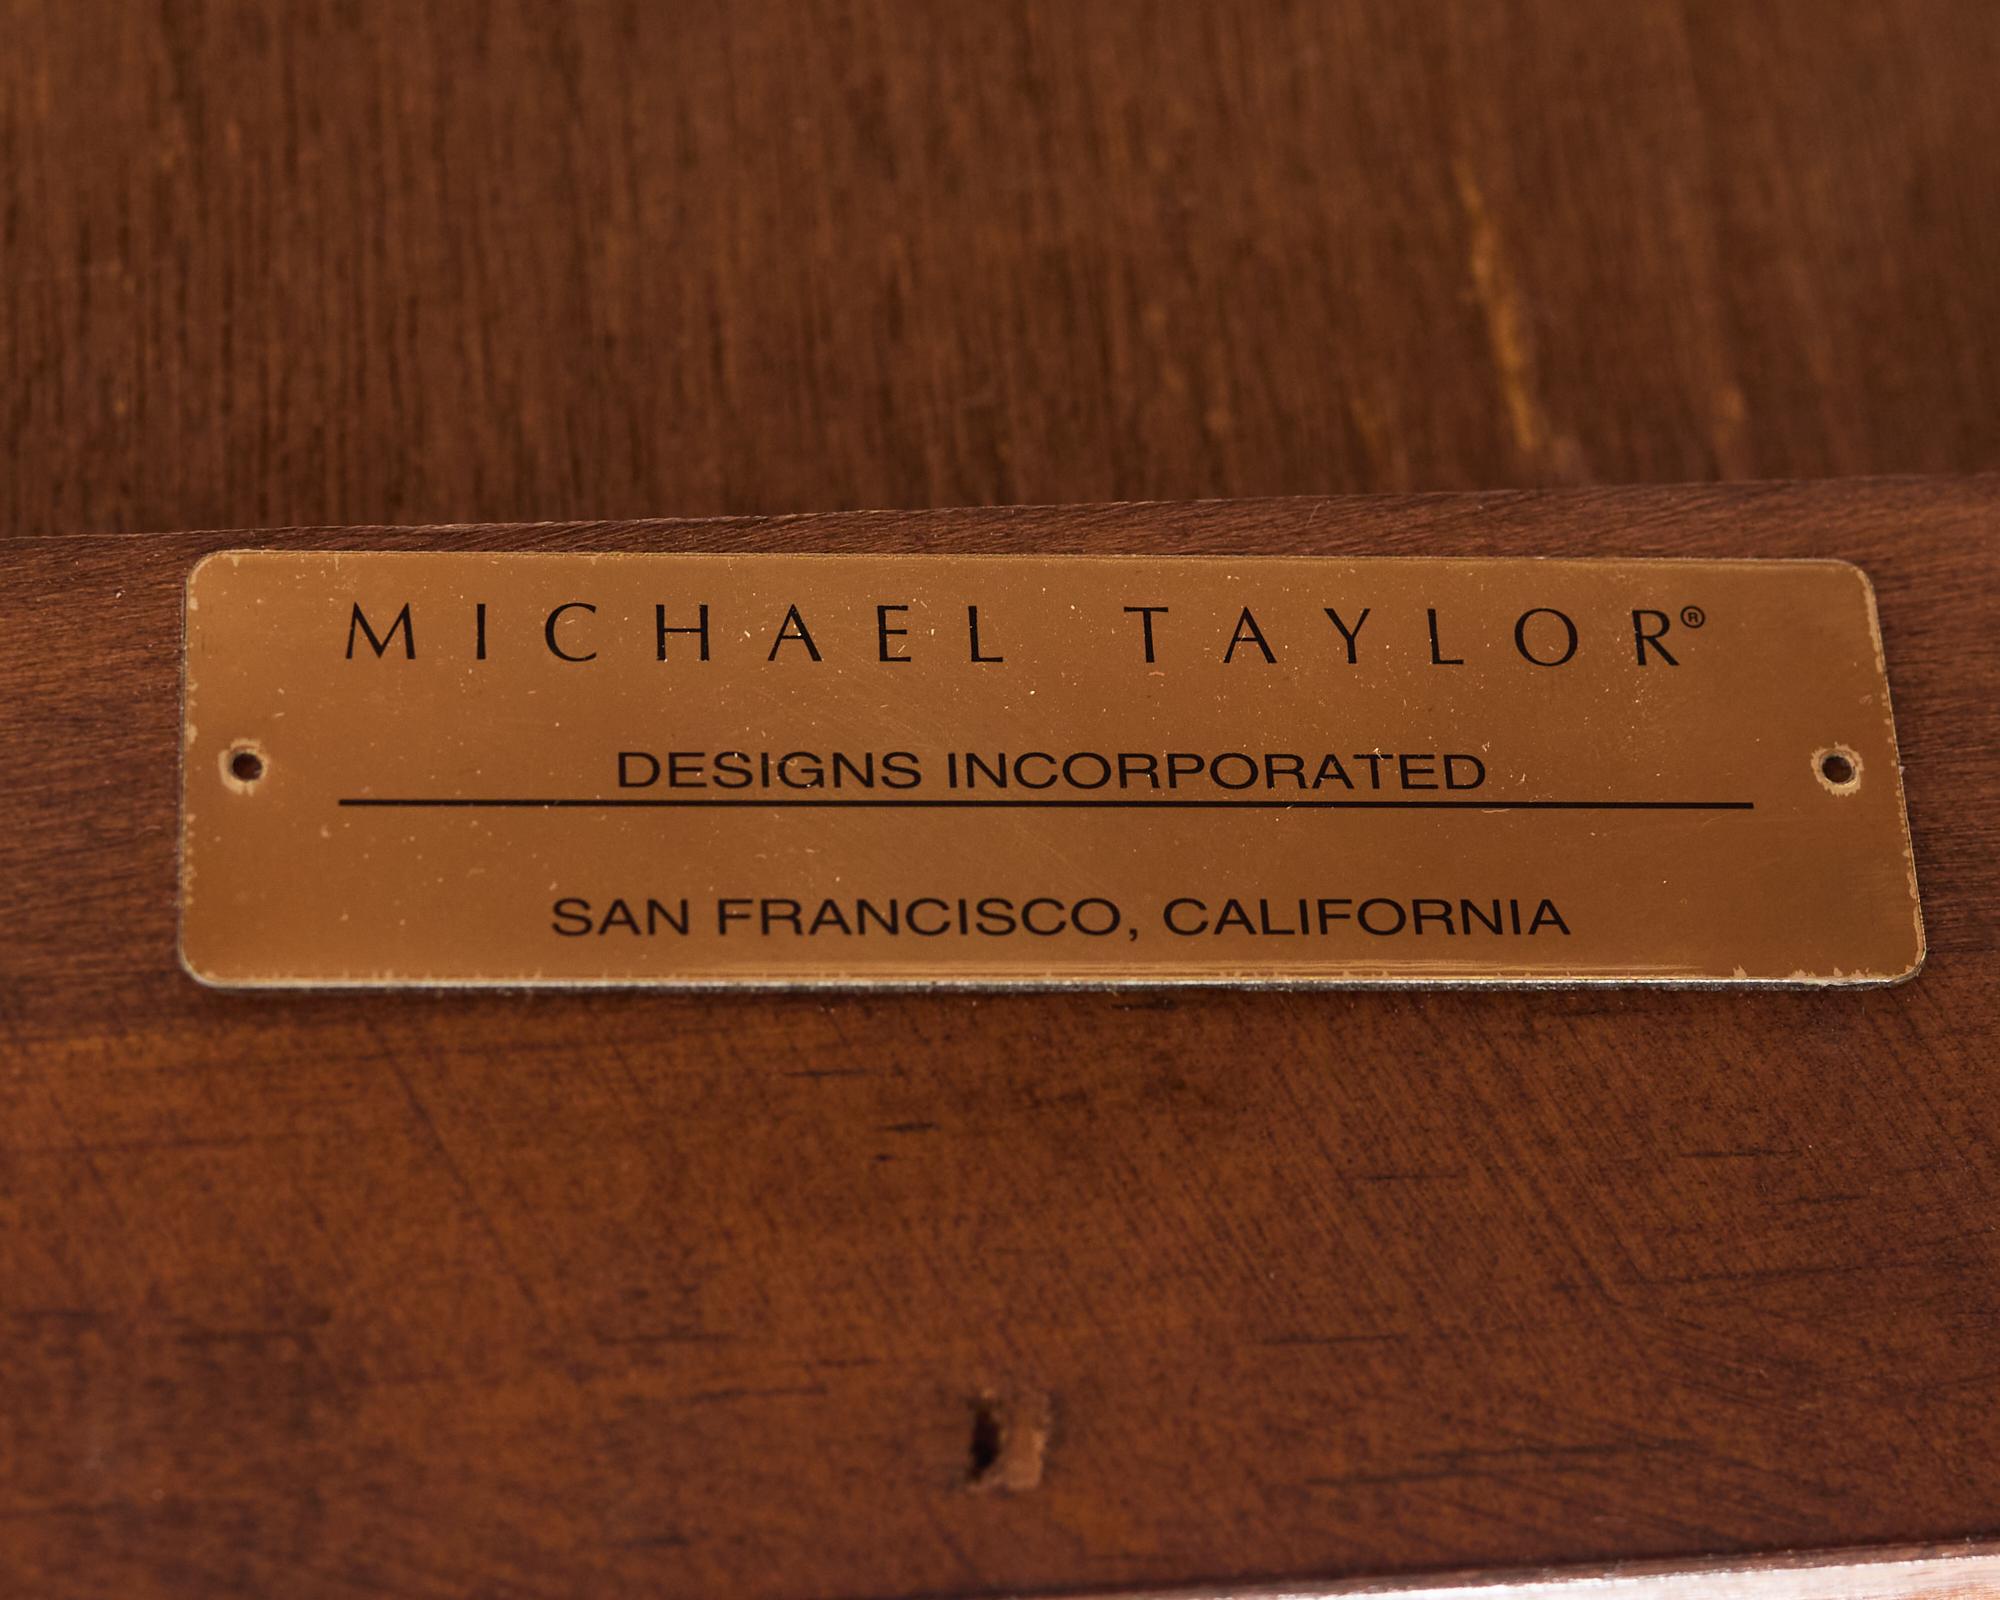 MICHAEL TAYLOR®
DESIGNS INCORPORATED
SAN FRANCISCO, CALIFORNIA